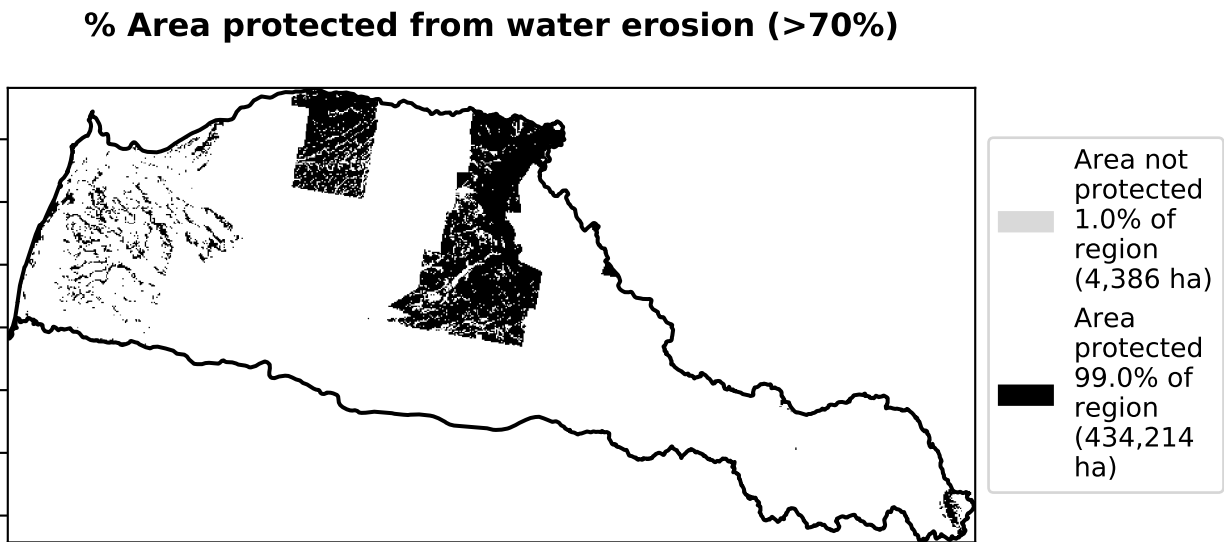 % Area protected from water erosion (>70%)
Area not
protected
1.0% of
region
(4,386 ha)
Area
protected
99.0% of
region
(434,214
ha)